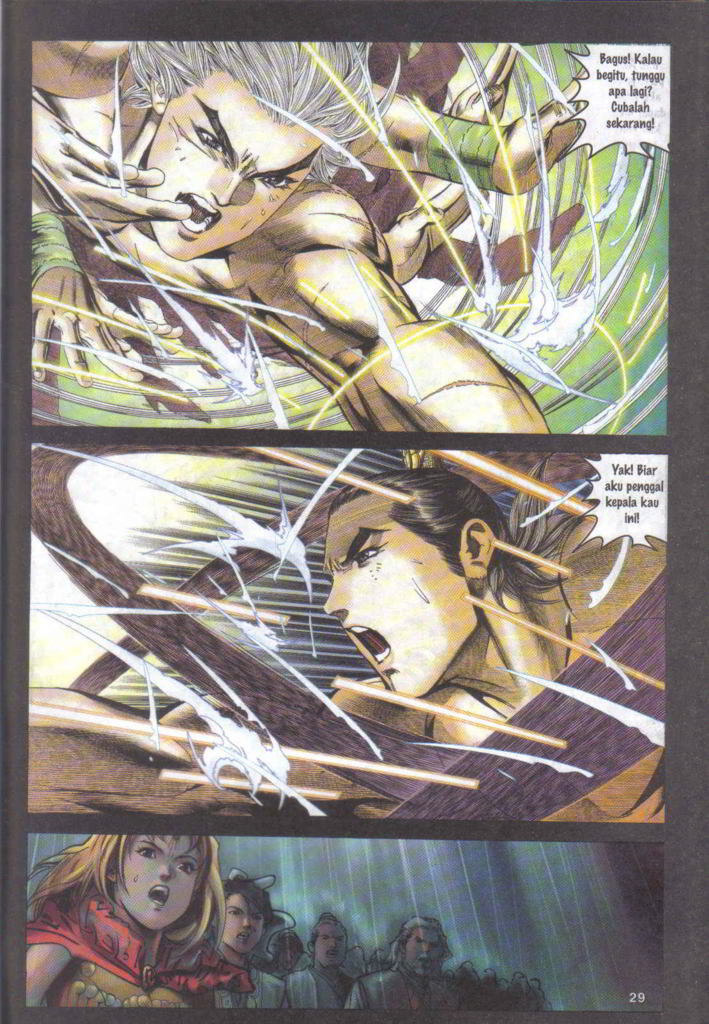 Bagus! Kalau
begitu, tunggu
apa lagi?
Cubalah
sekarang!
Yak! Biar
aku penggal
kepala kau
ini!
29